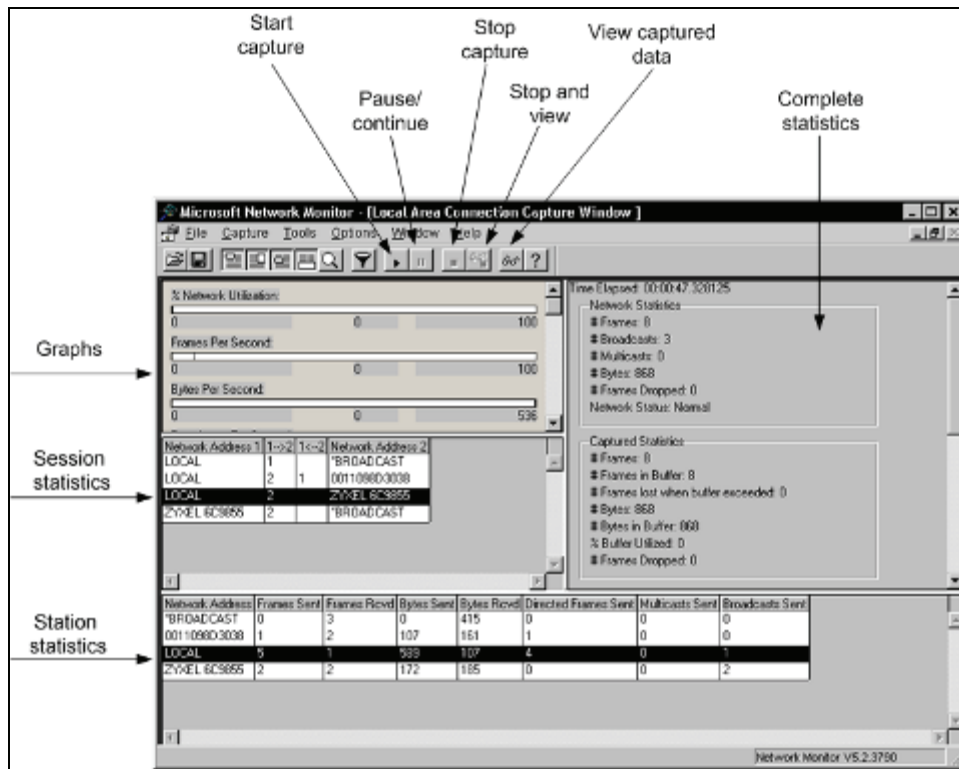 Start
capture
Stop
capture
View captured
data
Pause/
continue
Stop and
view
Complete
statistics
Microsoft Network Monitor - [Local Area Connection Capture Window ]
File Capture Tools Options Window Help
Graphs
% Network Utilization:
0 0 100
Frames Per Second:
0 0 100
Bytes Per Second:
0 0 536
Time Elapsed: 00:00:47.328125
Network Statistics
# Frames: 8
# Broadcasts: 3
# Multicasts: 0
# Bytes: 868
# Frames Dropped: 0
Network Status: Normal
Session
statistics
Network Address 1 1-->2 1<--2 Network Address 2
LOCAL 1 *BROADCAST
LOCAL 2 1 0011098D3038
LOCAL 2 ZYXEL 6C9855
ZYXEL 6C9855 2 *BROADCAST
Captured Statistics
# Frames: 8
# Frames in Buffer: 8
# Frames lost when buffer exceeded: 0
# Bytes: 868
# Bytes in Buffer: 868
% Buffer Utilized: 0
# Frames Dropped: 0
Station
statistics
Network Address Frames Sent Frames Rcvd Bytes Sent Bytes Rcvd Directed Frames Sent Multicasts Sent Broadcasts Sent
*BROADCAST 0 3 0 415 0 0 0
0011098D3038 1 2 107 161 1 0 0
LOCAL 5 1 589 107 4 0 1
ZYXEL 6C9855 2 2 172 185 0 0 2
Network Monitor V5.2.3790